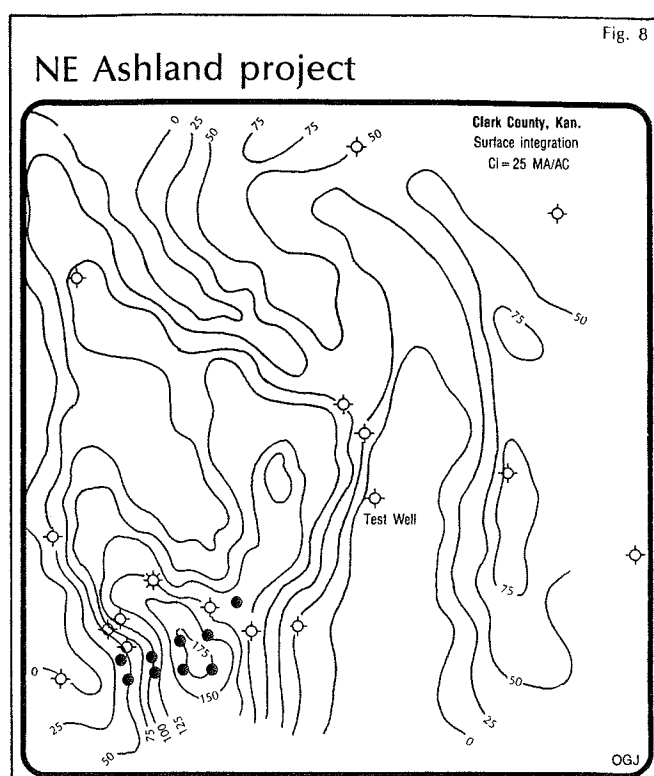 Fig. 8
NE Ashland project
Clark County, Kan.
Surface integration
CI = 25 MA/AC
0
25
50
75
75
50
50
75
Test Well
75
175
150
0
50
25
125
100
75
25
50
0
OGJ